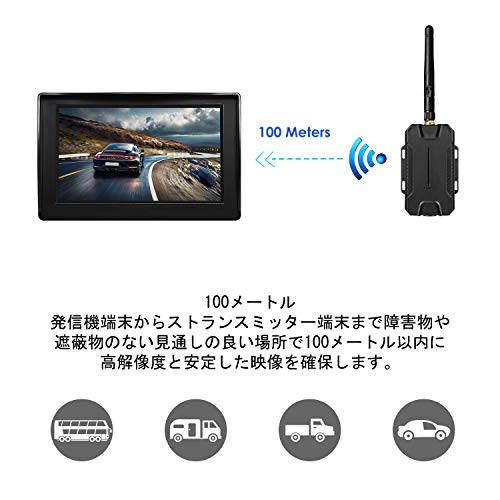 100 Meters
100メートル
発信機端末からストランスミッター端末まで障害物や
遮蔽物のない見通しの良い場所で100メートル以内に
高解像度と安定した映像を確保します。